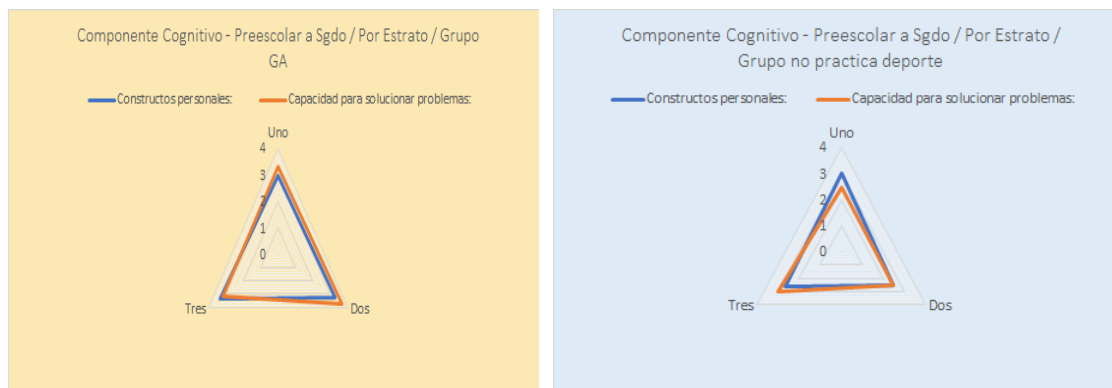 Componente Cognitivo - Preescolar a Sgdo / Por Estrato / Grupo
GA
Constructos personales: Capacidad para solucionar problemas:
Uno
4
3
2
1
0
Tres Dos
Componente Cognitivo - Preescolar a Sgdo / Por Estrato /
Grupo no practica deporte
Constructos personales: Capacidad para solucionar problemas:
Uno
4
3
2
1
0
Tres Dos